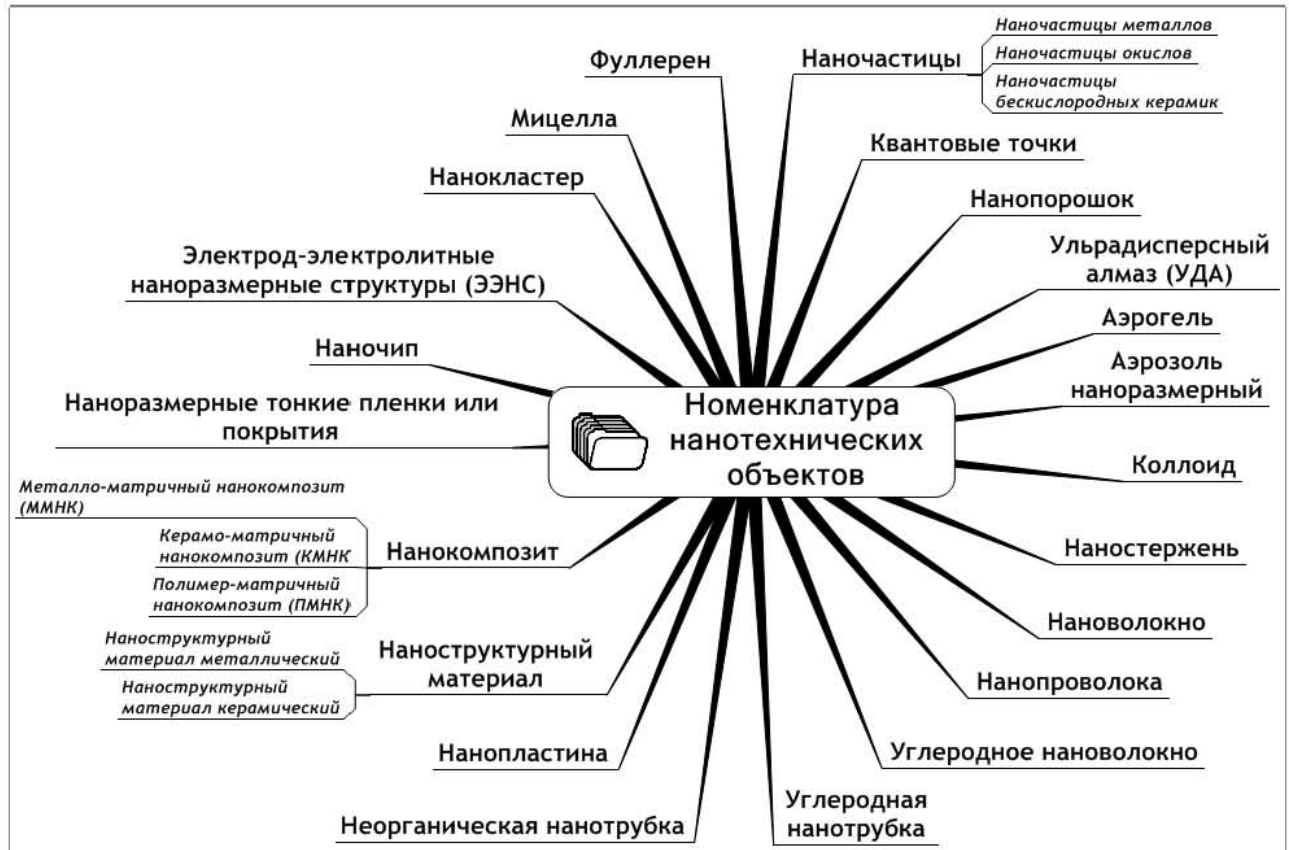 Номенклатура
нанотехнических
объектов
Наночастицы
Наночастицы металлов
Наночастицы окислов
Наночастицы
бескислородных керамик
Квантовые точки
Нанопорошок
Ульрадисперсный
алмаз (УДА)
Аэрогель
Аэрозоль
наноразмерный
Коллоид
Наностержень
Нановолокно
Нанопроволока
Углеродное нановолокно
Углеродная
нанотрубка
Неорганическая нанотрубка
Нанопластина
Наноструктурный
материал
Наноструктурный
материал металлический
Наноструктурный
материал керамический
Нанокомпозит
Металло-матричный нанокомпозит
(ММНК)
Керамо-матричный
нанокомпозит (КМНК
Полимер-матричный
нанокомпозит (ПМНК)
Наноразмерные тонкие пленки или
покрытия
Наночип
Электрод-электролитные
наноразмерные структуры (ЭЭНС)
Нанокластер
Мицелла
Фуллерен